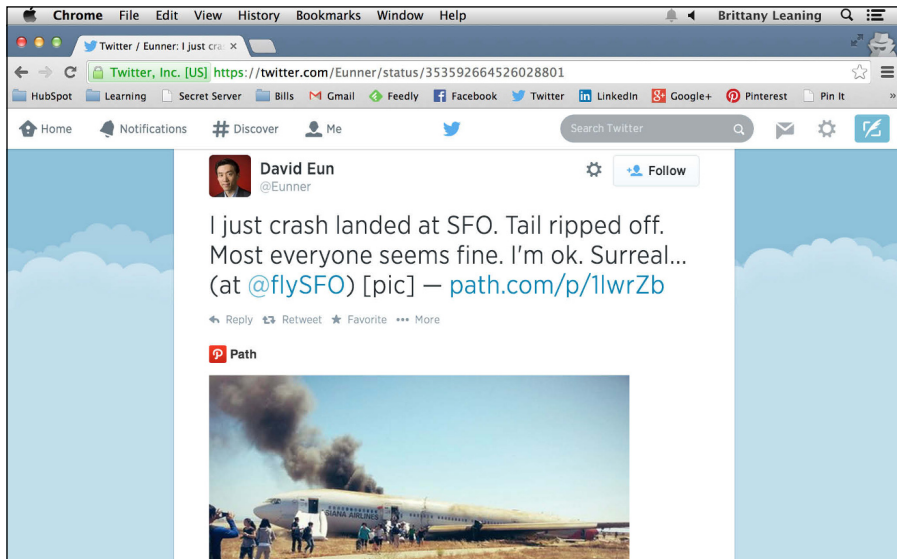 Chrome File Edit View History Bookmarks Window Help Brittany Leaning
Twitter / Eunner: I just cra ×
Twitter, Inc. [US] https://twitter.com/Eunner/status/353592664526028801
HubSpot Learning Secret Server Bills Gmail Feedly Facebook Twitter LinkedIn Google+ Pinterest Pin It »
Home Notifications Discover Me Search Twitter
David Eun
@Eunner
Follow
I just crash landed at SFO. Tail ripped off.
Most everyone seems fine. I'm ok. Surreal...
(at @flySFO) [pic] — path.com/p/1lwrZb
Reply Retweet Favorite ••• More
Path
SIANA AIRLINES